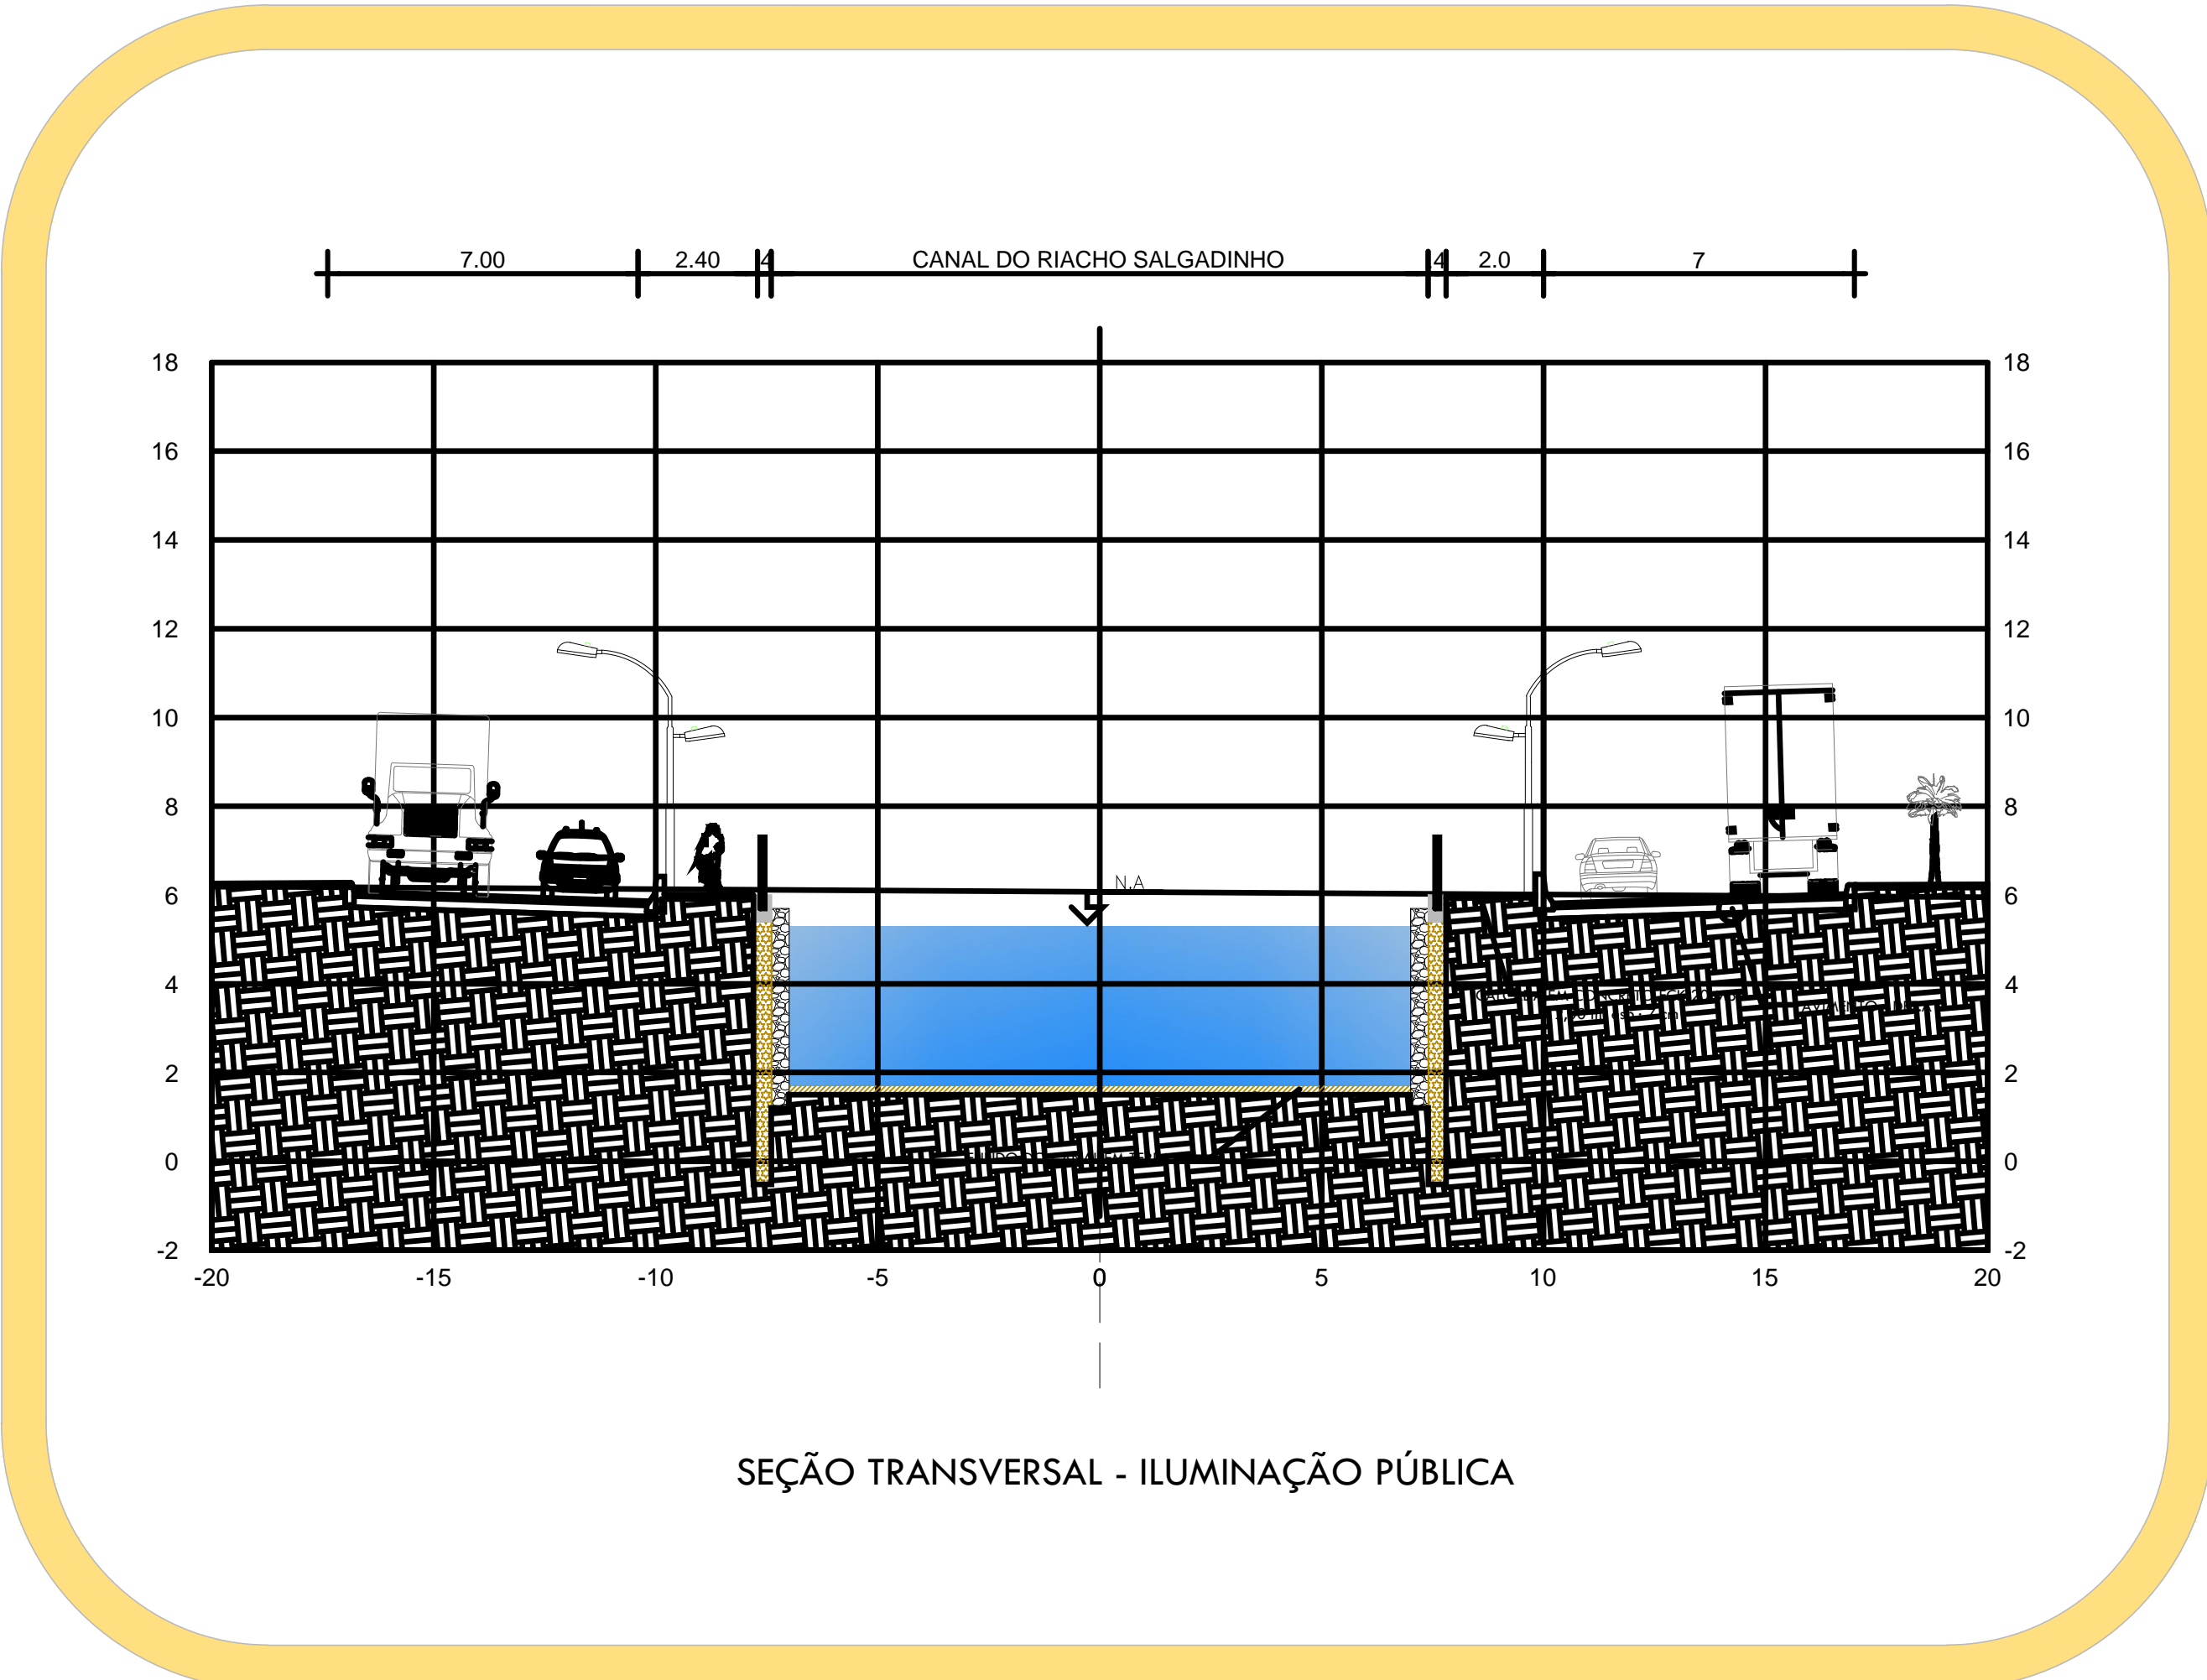 7.00 2.40 4 CANAL DO RIACHO SALGADINHO 4 2.0 7
18 18
16 16
14 14
12 12
10 10
8 8
6 N.A 6
4 4
2 2
0 0
-2 -2
-20 -15 -10 -5 0 5 10 15 20
SEÇÃO TRANSVERSAL - ILUMINAÇÃO PÚBLICA